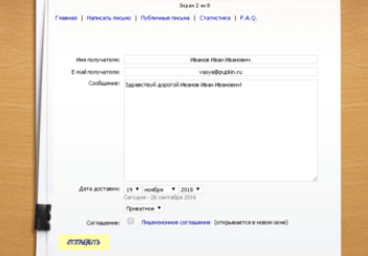 Экран 2 из 8
Главная | Написать письмо | Публичные письма | Статистика | F.A.Q.
Имя получателя: Иванов Иван Иванович
E-mail получателя: vasya@pupkin.ru
Сообщение: Здравствуй дорогой Иванов Иван Иванович!
Дата доставки: 19 ноября 2018
Сегодня - 26 сентября 2016
Приватное
Соглашение: Лицензионное соглашение (открывается в новом окне)
ОТПРАВИТЬ